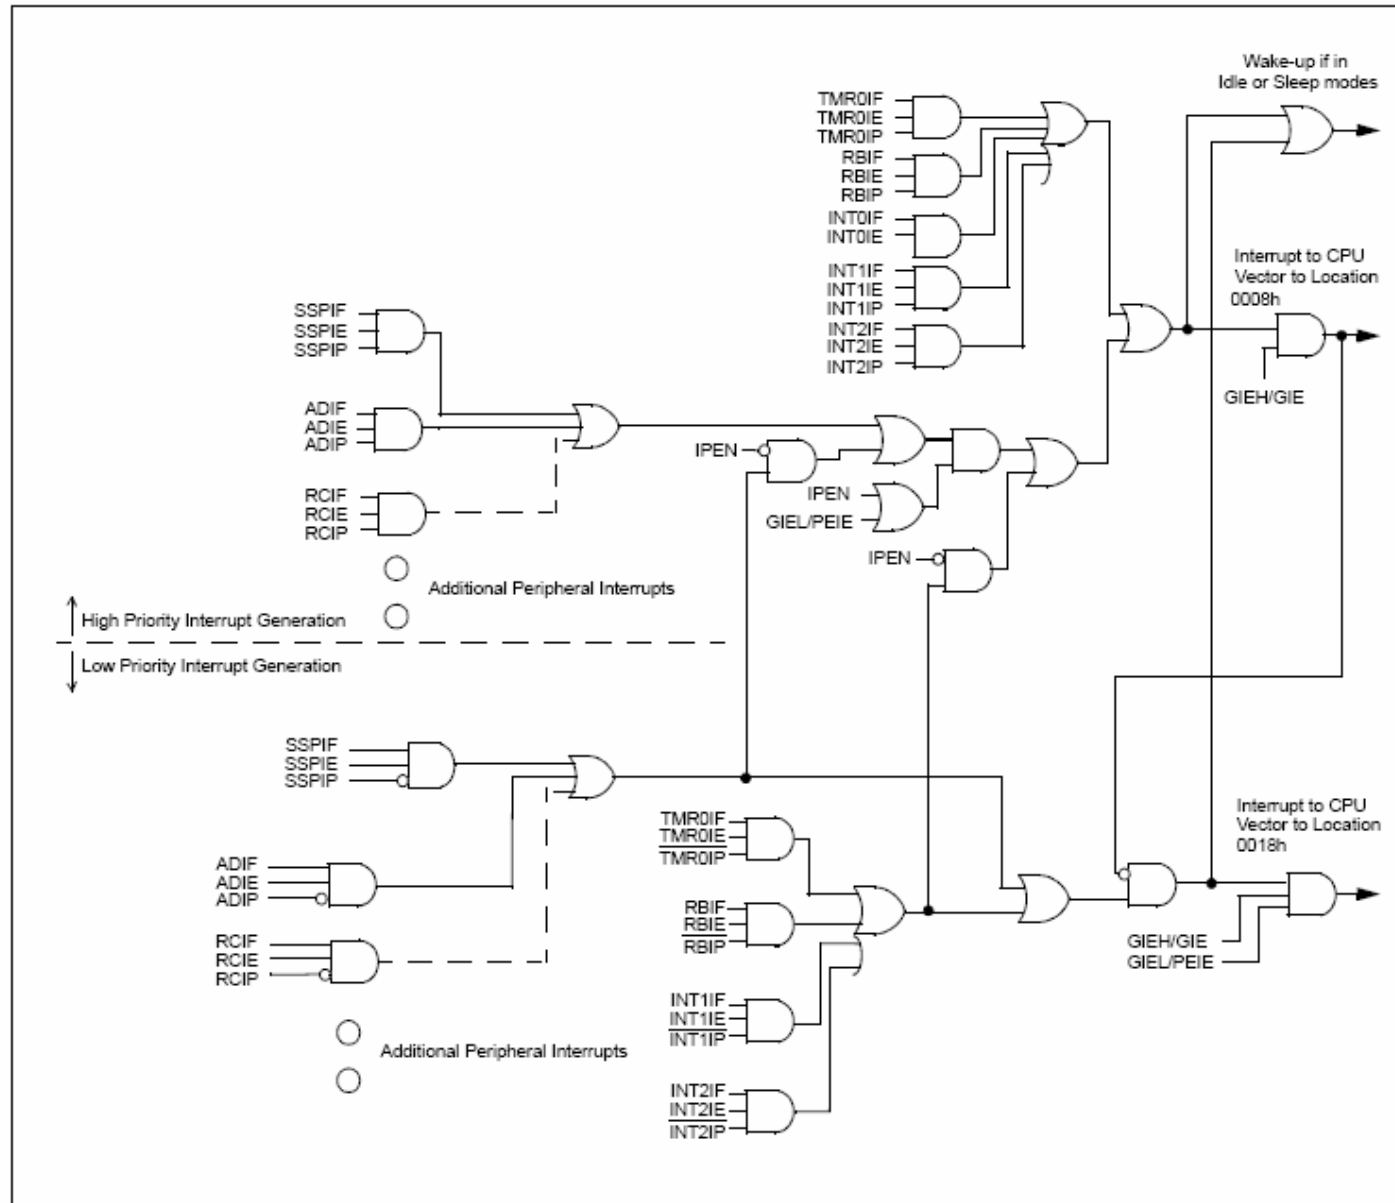 Wake-up if in
Idle or Sleep modes
TMR0IF
TMR0IE
TMR0IP
RBIF
RBIE
RBIP
INT0IF
INT0IE
INT1IF
INT1IE
INT1IP
INT2IF
INT2IE
INT2IP
Interrupt to CPU
Vector to Location
0008h
GIEH/GIE
SSPIF
SSPIE
SSPIP
ADIF
ADIE
ADIP
RCIF
RCIE
RCIP
IPEN
IPEN
GIEL/PEIE
IPEN
Additional Peripheral Interrupts
High Priority Interrupt Generation
Low Priority Interrupt Generation
SSPIF
SSPIE
SSPIP
ADIF
ADIE
ADIP
RCIF
RCIE
RCIP
Additional Peripheral Interrupts
TMR0IF
TMR0IE
TMR0IP
RBIF
RBIE
RBIP
INT1IF
INT1IE
INT1IP
INT2IF
INT2IE
INT2IP
Interrupt to CPU
Vector to Location
0018h
GIEH/GIE
GIEL/PEIE